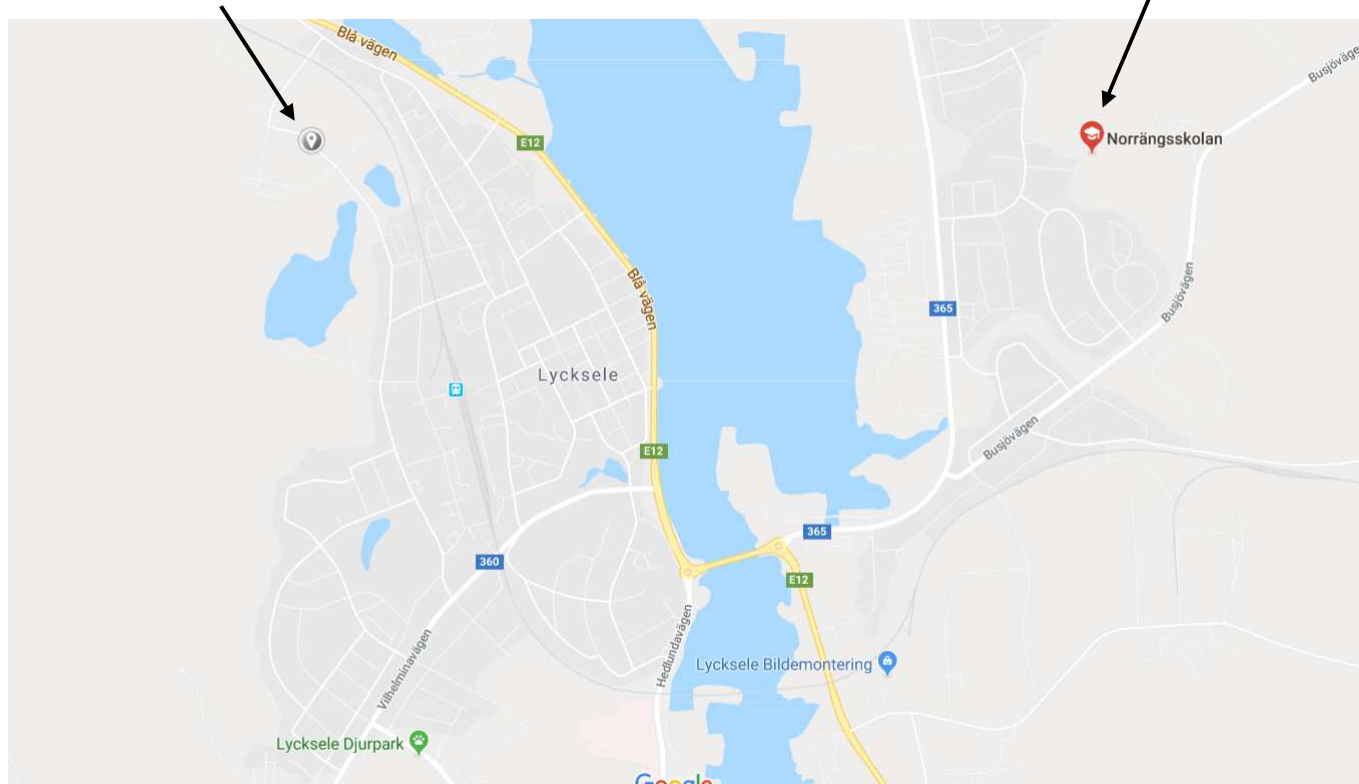 Blå vägen
Busjövägen
E12
Norrängsskolan
Blå vägen
Busjövägen
365
Lycksele
E12
Busjövägen
365
360
E12
Hedlundavägen
Vilhelminavägen
Lycksele Bildemontering
Lycksele Djurpark
Google